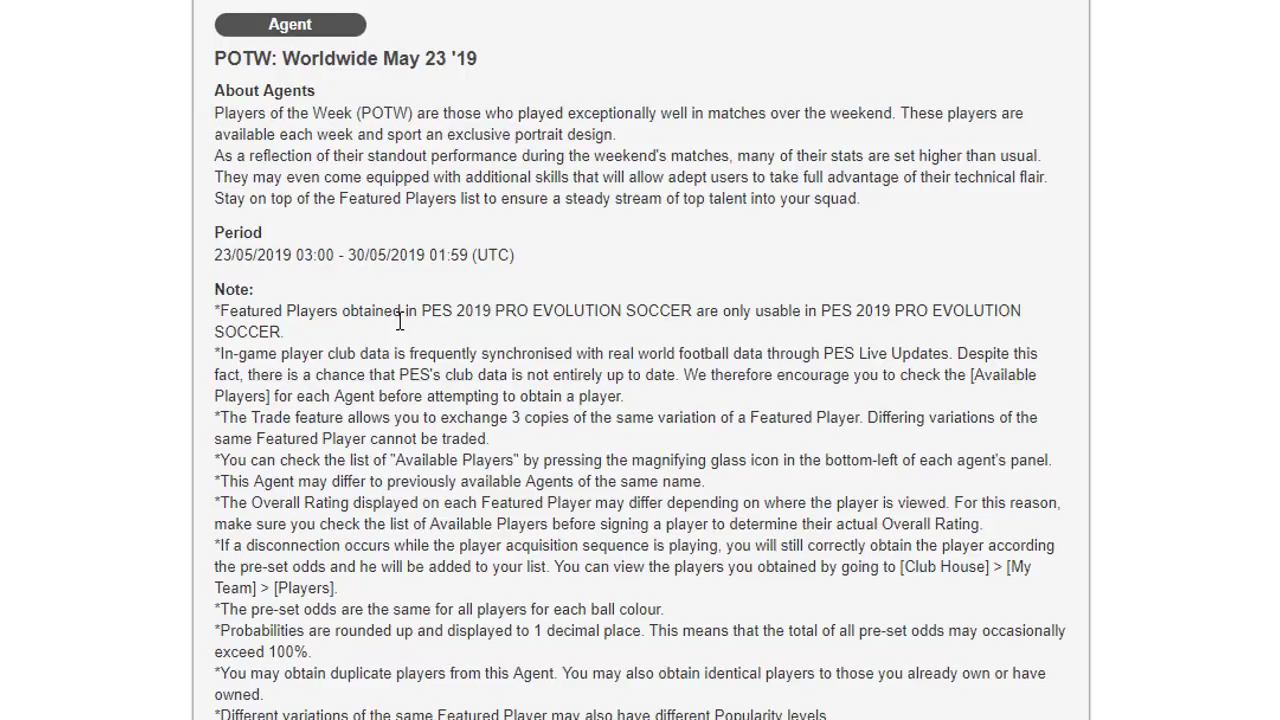 Agent
POTW: Worldwide May 23 '19
About Agents
Players of the Week (POTW) are those who played exceptionally well in matches over the weekend. These players are
available each week and sport an exclusive portrait design.
As a reflection of their standout performance during the weekend's matches, many of their stats are set higher than usual.
They may even come equipped with additional skills that will allow adept users to take full advantage of their technical flair.
Stay on top of the Featured Players list to ensure a steady stream of top talent into your squad.
Period
23/05/2019 03:00 - 30/05/2019 01:59 (UTC)
Note:
*Featured Players obtained in PES 2019 PRO EVOLUTION SOCCER are only usable in PES 2019 PRO EVOLUTION
SOCCER.
*In-game player club data is frequently synchronised with real world football data through PES Live Updates. Despite this
fact, there is a chance that PES's club data is not entirely up to date. We therefore encourage you to check the [Available
Players] for each Agent before attempting to obtain a player.
*The Trade feature allows you to exchange 3 copies of the same variation of a Featured Player. Differing variations of the
same Featured Player cannot be traded.
*You can check the list of "Available Players" by pressing the magnifying glass icon in the bottom-left of each agent's panel.
*This Agent may differ to previously available Agents of the same name.
*The Overall Rating displayed on each Featured Player may differ depending on where the player is viewed. For this reason,
make sure you check the list of Available Players before signing a player to determine their actual Overall Rating.
*If a disconnection occurs while the player acquisition sequence is playing, you will still correctly obtain the player according
the pre-set odds and he will be added to your list. You can view the players you obtained by going to [Club House] > [My
Team] > [Players].
*The pre-set odds are the same for all players for each ball colour.
*Probabilities are rounded up and displayed to 1 decimal place. This means that the total of all pre-set odds may occasionally
exceed 100%.
*You may obtain duplicate players from this Agent. You may also obtain identical players to those you already own or have
owned.
*Different variations of the same Featured Player may also have different Popularity levels